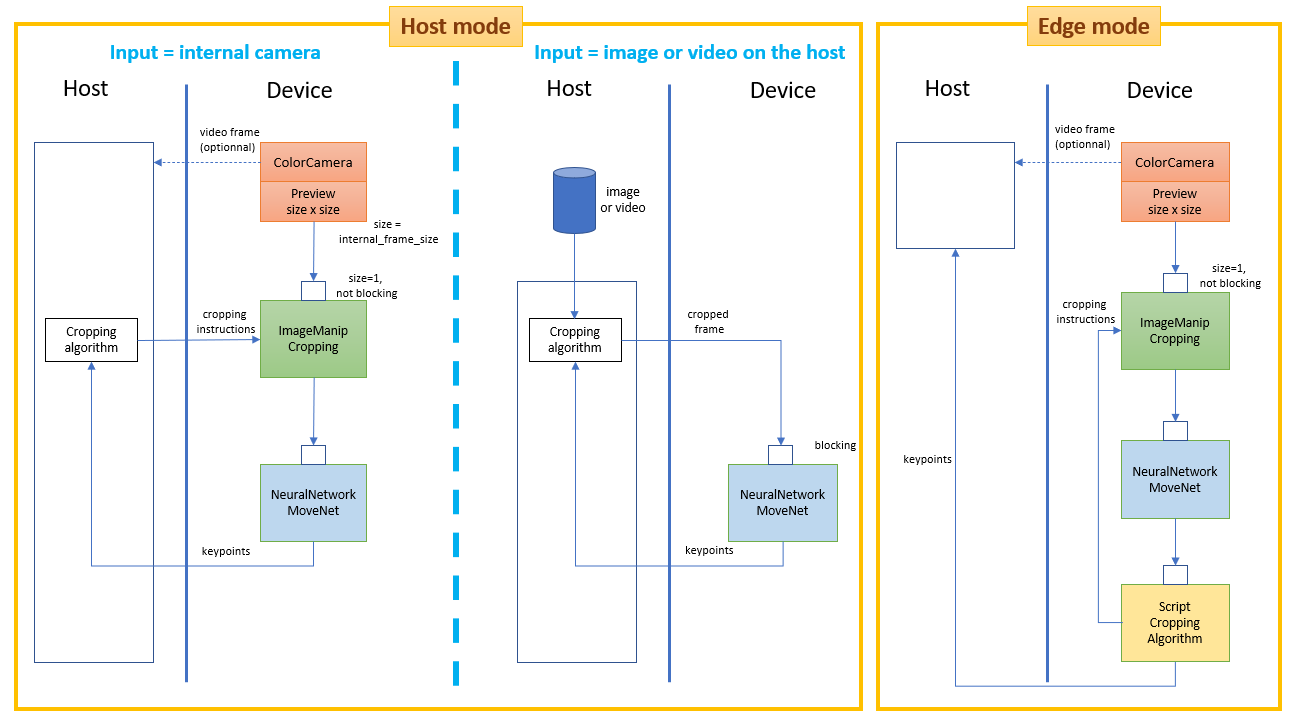 Host mode
Input = internal camera
Host
Device
video frame
(optionnal)
ColorCamera
Preview
size x size
size =
internal_frame_size
size=1,
not blocking
cropping
instructions
Cropping
algorithm
ImageManip
Cropping
NeuralNetwork
MoveNet
keypoints
Input = image or video on the host
Host
Device
image
or video
Cropping
algorithm
cropped
frame
blocking
NeuralNetwork
MoveNet
keypoints
Edge mode
Host
Device
video frame
(optionnal)
ColorCamera
Preview
size x size
size=1,
not blocking
cropping
instructions
ImageManip
Cropping
keypoints
NeuralNetwork
MoveNet
Script
Cropping
Algorithm